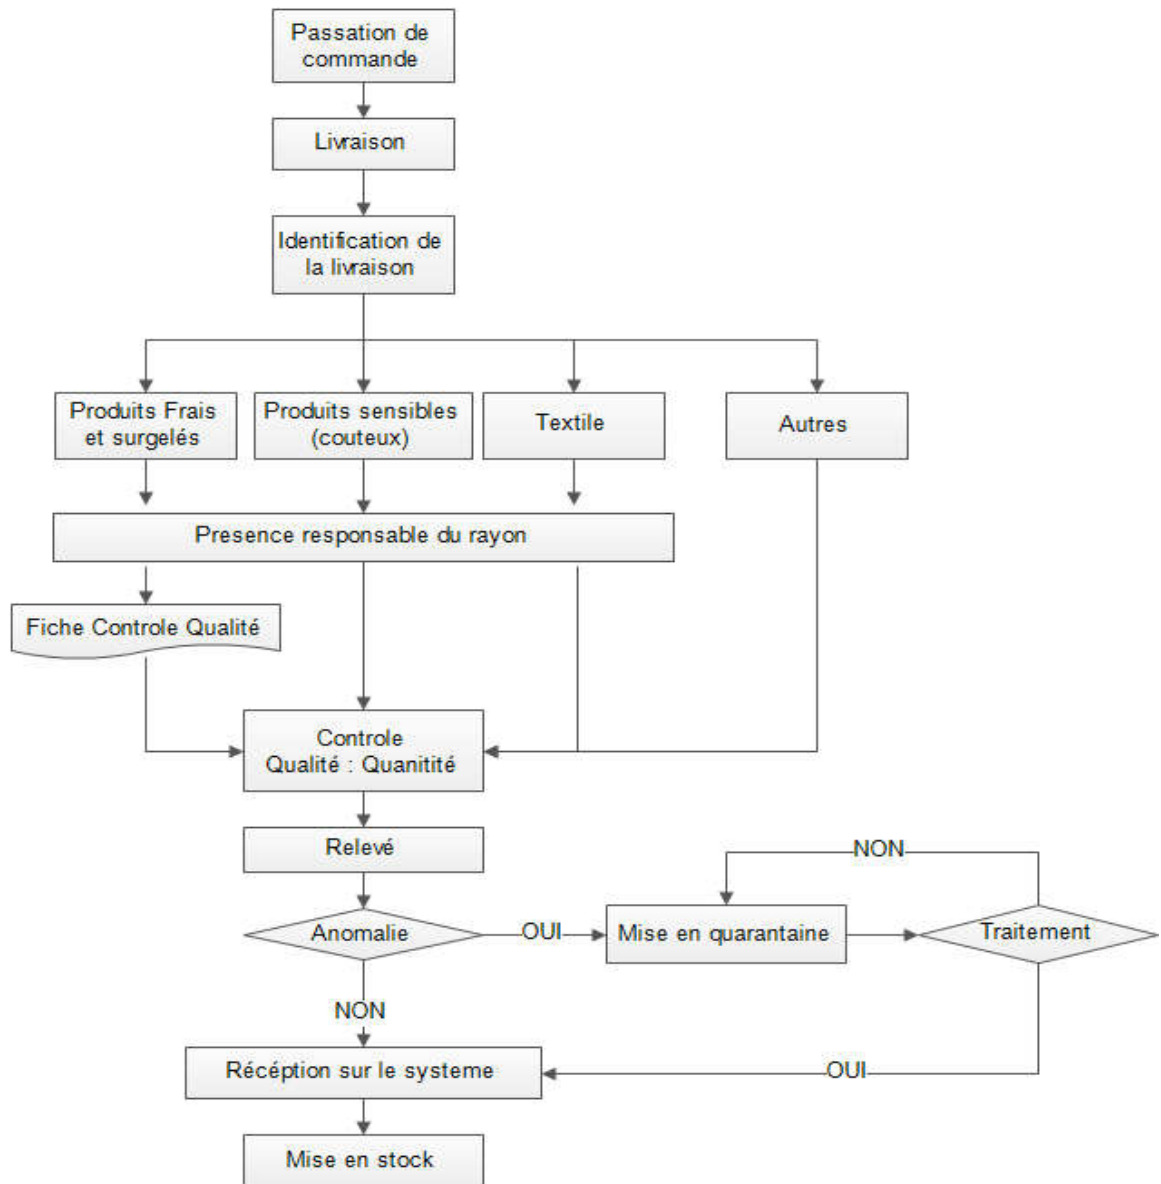 Passation de
commande
Livraison
Identification de
la livraison
Produits Frais
et surgelés
Produits sensibles
(couteux)
Textile
Autres
Presence responsable du rayon
Fiche Controle Qualité
Controle
Qualité : Quanitité
Relevé
Anomalie
OUI
Mise en quarantaine
NON
Traitement
NON
Récéption sur le systeme
OUI
Mise en stock